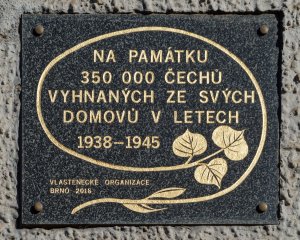 NA PAMÁTKU
350 000 ČECHŮ
VYHNANÝCH ZE SVÝCH
DOMOVŮ V LETECH
1938–1945
VLASTENECKÉ ORGANIZACE
BRNO 2018